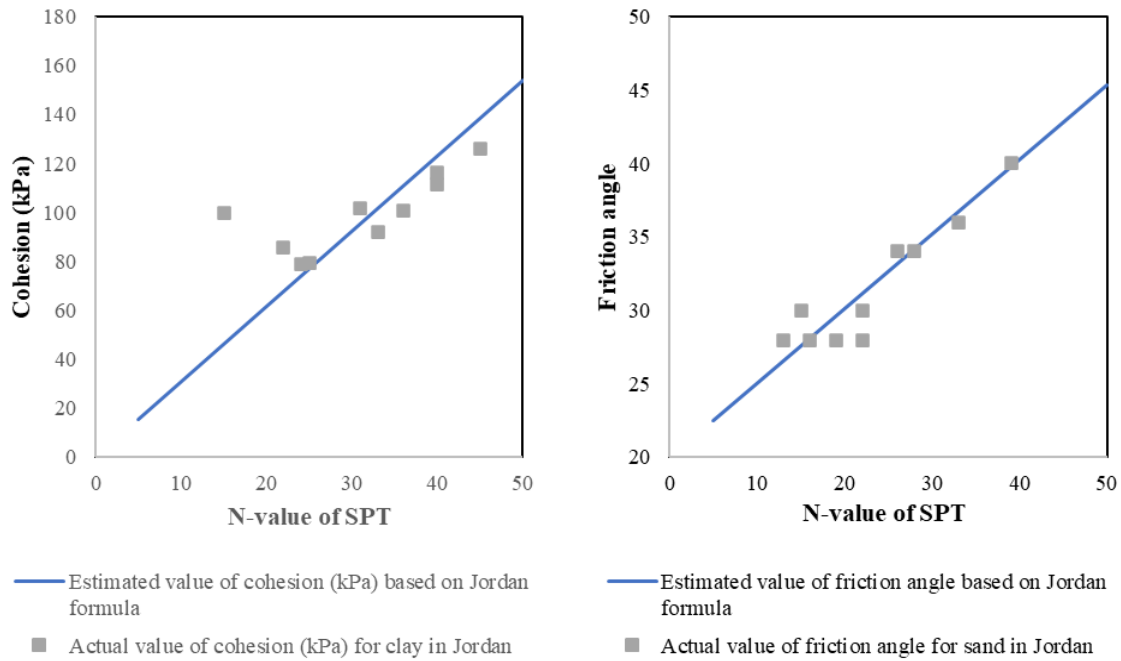 180
160
140
120
100
80
60
40
20
0
Cohesion (kPa)
0 10 20 30 40 50
N-value of SPT
Estimated value of cohesion (kPa) based on Jordan
formula
Actual value of cohesion (kPa) for clay in Jordan
50
45
40
35
30
25
20
Friction angle
0 10 20 30 40 50
N-value of SPT
Estimated value of friction angle based on Jordan
formula
Actual value of friction angle for sand in Jordan